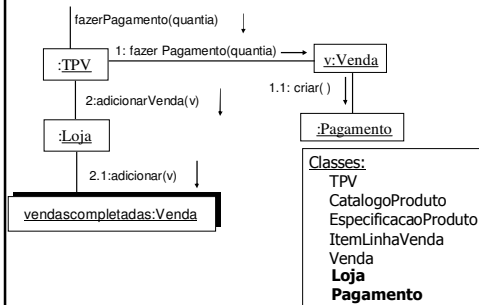 fazerPagamento(quantia)
1: fazer Pagamento(quantia)
:TPV
v:Venda
1.1: criar( )
2:adicionarVenda(v)
:Loja
:Pagamento
2.1:adicionar(v)
vendascompletadas:Venda
Classes:
TPV
CatalogoProduto
EspecificacaoProduto
ItemLinhaVenda
Venda
Loja
Pagamento